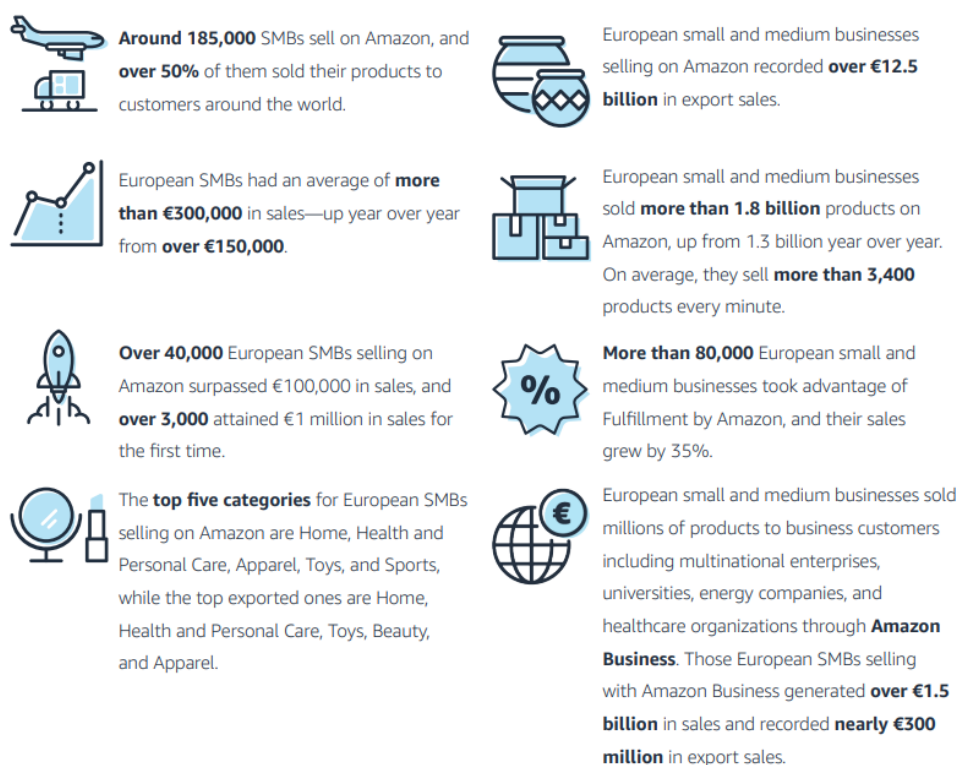 Around 185,000 SMBs sell on Amazon, and
over 50% of them sold their products to
customers around the world.
European small and medium businesses
selling on Amazon recorded over €12.5
billion in export sales.
European SMBs had an average of more
than €300,000 in sales—up year over year
from over €150,000.
European small and medium businesses
sold more than 1.8 billion products on
Amazon, up from 1.3 billion year over year.
On average, they sell more than 3,400
products every minute.
Over 40,000 European SMBs selling on
Amazon surpassed €100,000 in sales, and
over 3,000 attained €1 million in sales for
the first time.
%
More than 80,000 European small and
medium businesses took advantage of
Fulfillment by Amazon, and their sales
grew by 35%.
The top five categories for European SMBs
selling on Amazon are Home, Health and
Personal Care, Apparel, Toys, and Sports,
while the top exported ones are Home,
Health and Personal Care, Toys, Beauty,
and Apparel.
€
European small and medium businesses sold
millions of products to business customers
including multinational enterprises,
universities, energy companies, and
healthcare organizations through Amazon
Business. Those European SMBs selling
with Amazon Business generated over €1.5
billion in sales and recorded nearly €300
million in export sales.